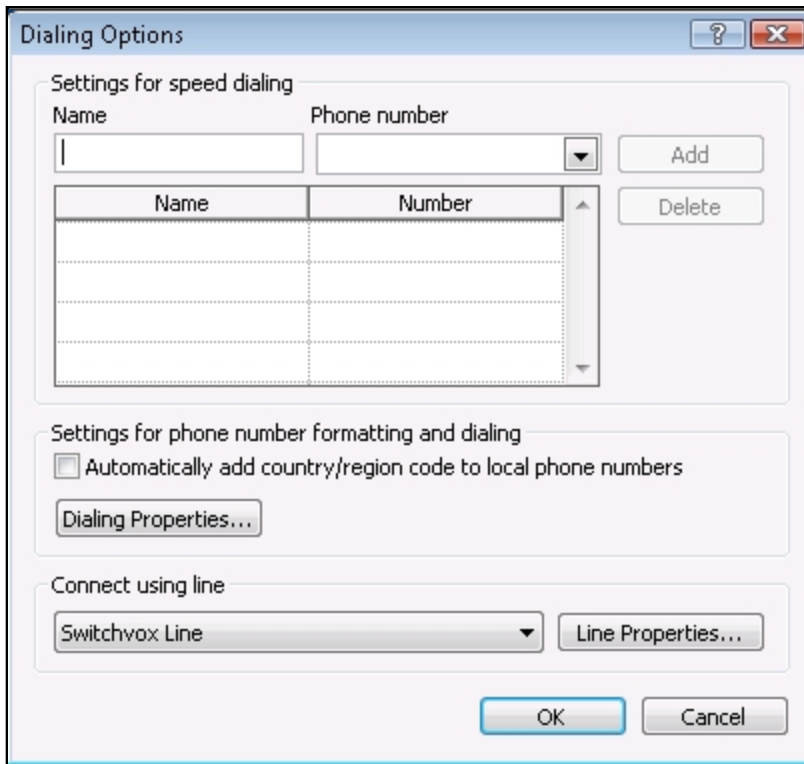 Dialing Options
Settings for speed dialing
Name Phone number
Add
Name Number
Delete
Settings for phone number formatting and dialing
Automatically add country/region code to local phone numbers
Dialing Properties...
Connect using line
Switchvox Line Line Properties...
OK Cancel